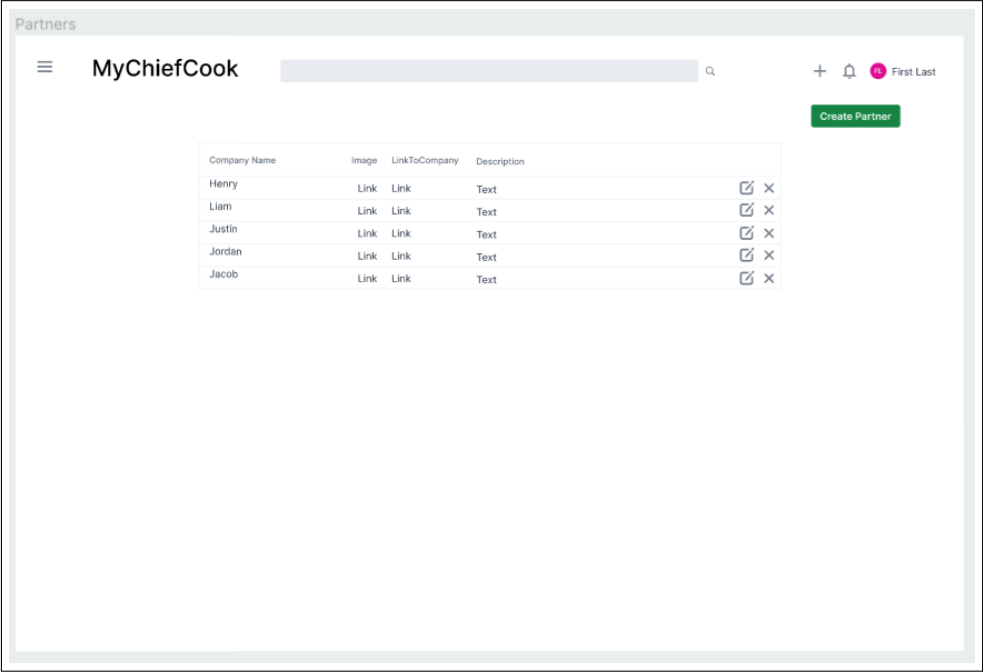 Partners
MyChiefCook
FL First Last
Create Partner
Company Name Image LinkToCompany Description
Henry Link Link Text
Liam Link Link Text
Justin Link Link Text
Jordan Link Link Text
Jacob Link Link Text